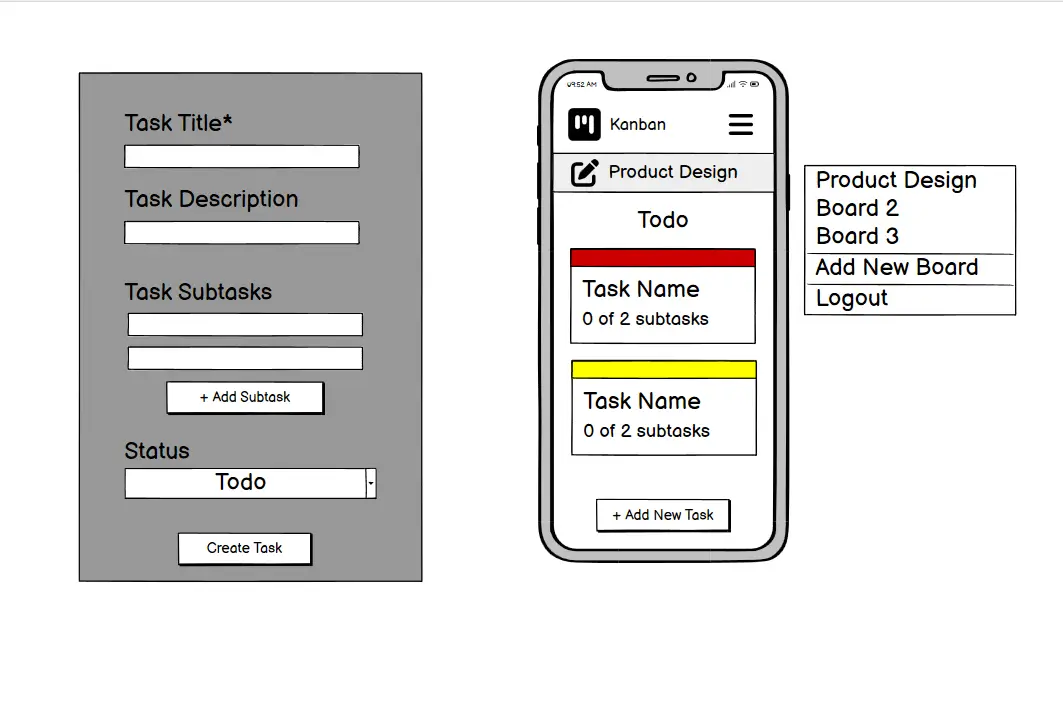 Task Title*
Task Description
Task Subtasks
+ Add Subtask
Status
Todo
Create Task
09:52 AM
Kanban
Product Design
Todo
Task Name
0 of 2 subtasks
Task Name
0 of 2 subtasks
+ Add New Task
Product Design
Board 2
Board 3
Add New Board
Logout